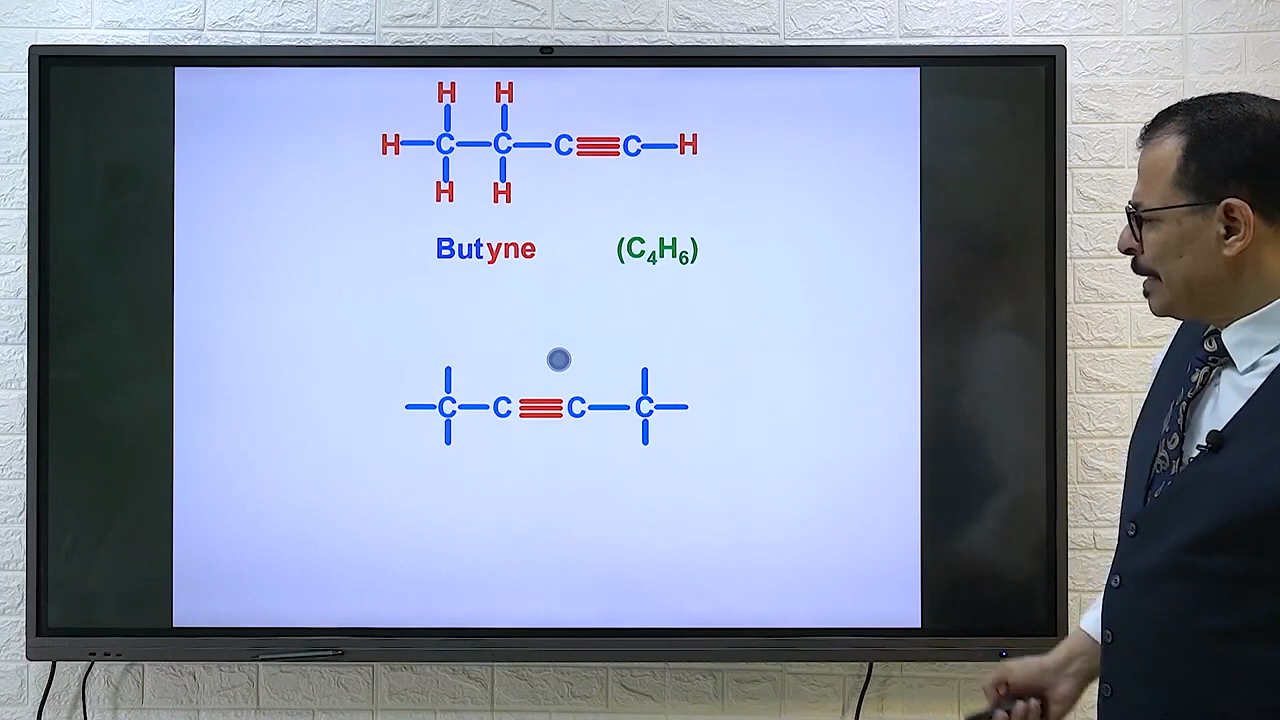 H H
H—C—C—C≡C—H
H H
Butyne (C₄H₆)
—C—C≡C—C—